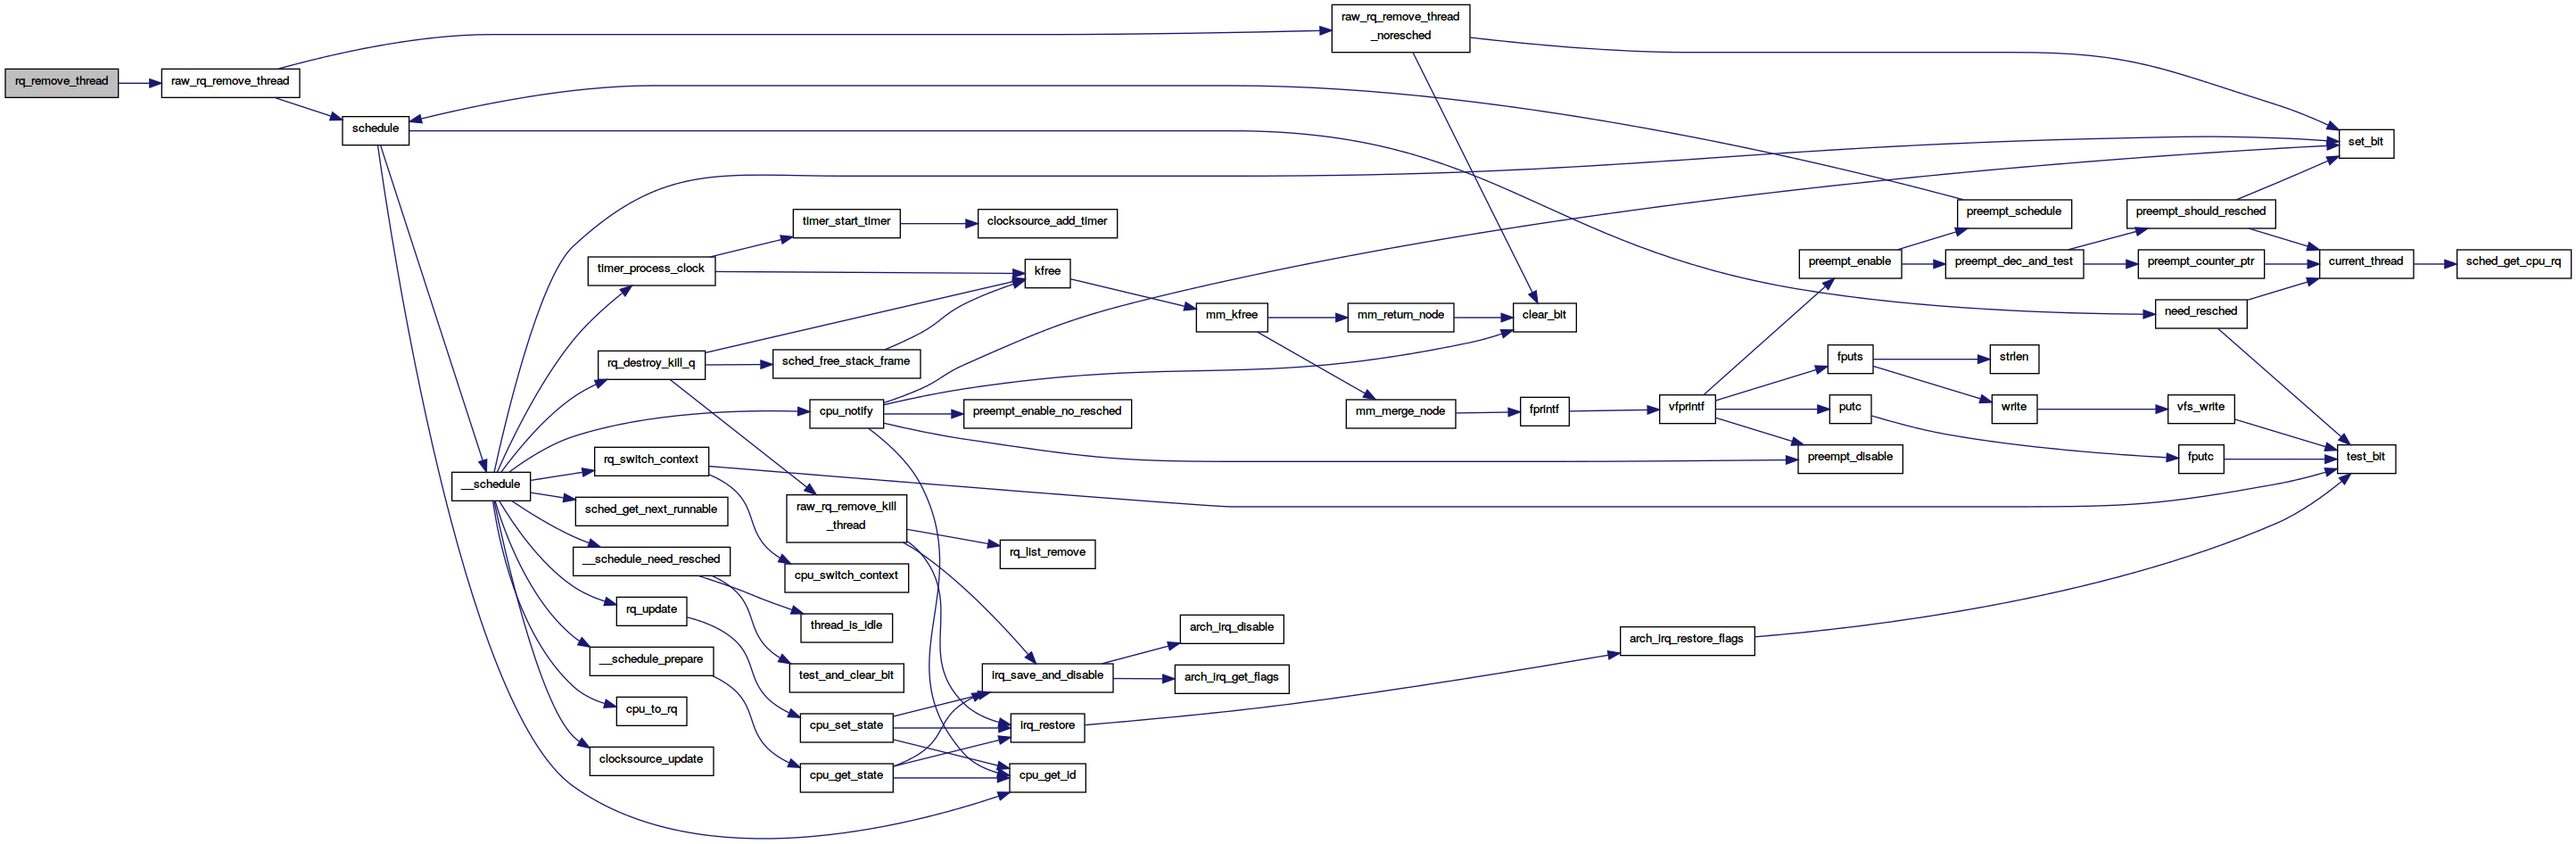 rq_remove_thread
raw_rq_remove_thread
schedule
__schedule
timer_process_clock
rq_destroy_kill_q
rq_switch_context
sched_get_next_runnable
__schedule_need_resched
rq_update
__schedule_prepare
cpu_to_rq
clocksource_update
timer_start_timer
sched_free_stack_frame
cpu_notify
raw_rq_remove_kill
_thread
cpu_switch_context
thread_is_idle
test_and_clear_bit
cpu_set_state
cpu_get_state
clocksource_add_timer
kfree
preempt_enable_no_resched
rq_list_remove
irq_save_and_disable
irq_restore
cpu_get_id
mm_kfree
arch_irq_disable
arch_irq_get_flags
raw_rq_remove_thread
_noresched
mm_return_node
mm_merge_node
clear_bit
fprintf
vfprintf
arch_irq_restore_flags
preempt_enable
fputs
putc
preempt_disable
preempt_schedule
preempt_dec_and_test
strlen
write
preempt_should_resched
preempt_counter_ptr
need_resched
vfs_write
fputc
set_bit
current_thread
test_bit
sched_get_cpu_rq